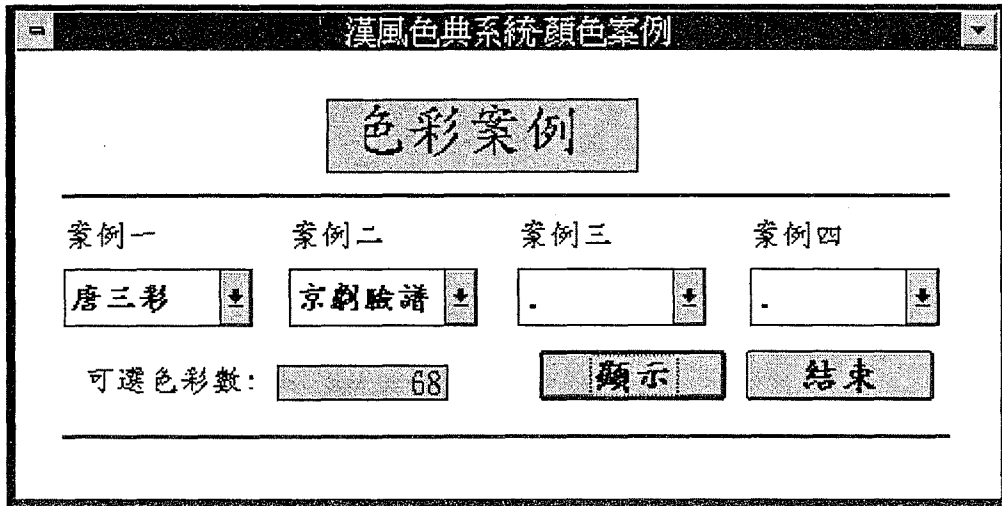 漢風色典系統-顏色案例
色彩案例
案例一 案例二 案例三 案例四
唐三彩 京劇臉譜 . .
可選色彩數: 68 顯示 結束